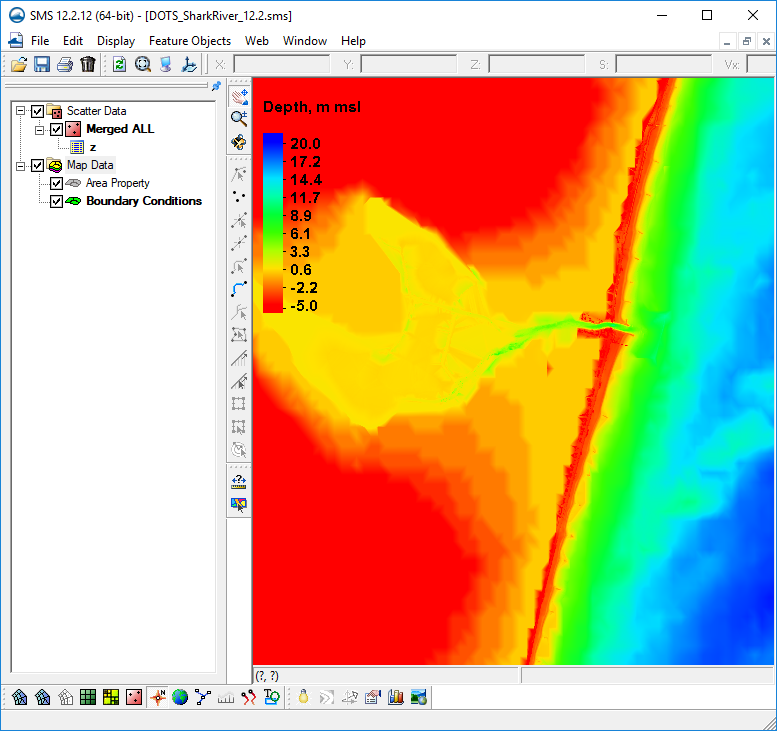 SMS 12.2.12 (64-bit) - [DOTS_SharkRiver_12.2.sms]
File Edit Display Feature Objects Web Window Help
X: Y: Z: S: Vx:
Scatter Data
Merged ALL
z
Map Data
Area Property
Boundary Conditions
Depth, m msl
20.0
17.2
14.4
11.7
8.9
6.1
3.3
0.6
-2.2
-5.0
(?, ?)